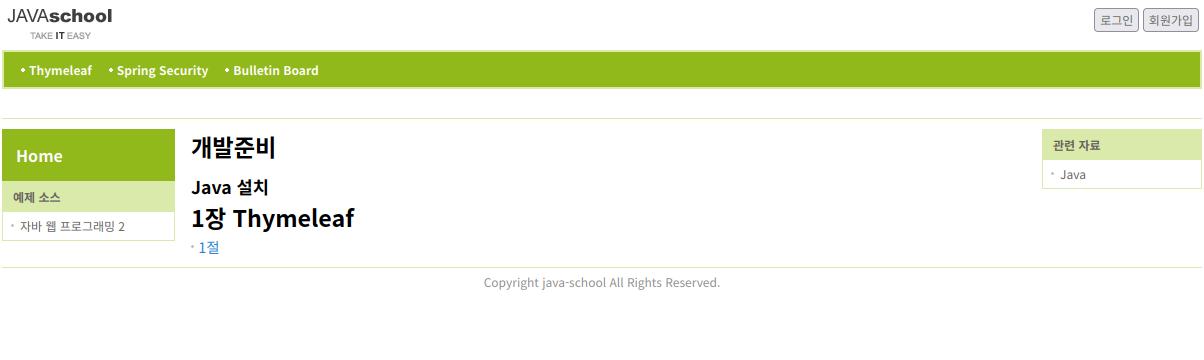 JAVAschool
TAKE IT EASY
로그인 회원가입
Thymeleaf Spring Security Bulletin Board
Home
예제 소스
자바 웹 프로그래밍 2
개발준비
Java 설치
1장 Thymeleaf
1절
관련 자료
Java
Copyright java-school All Rights Reserved.